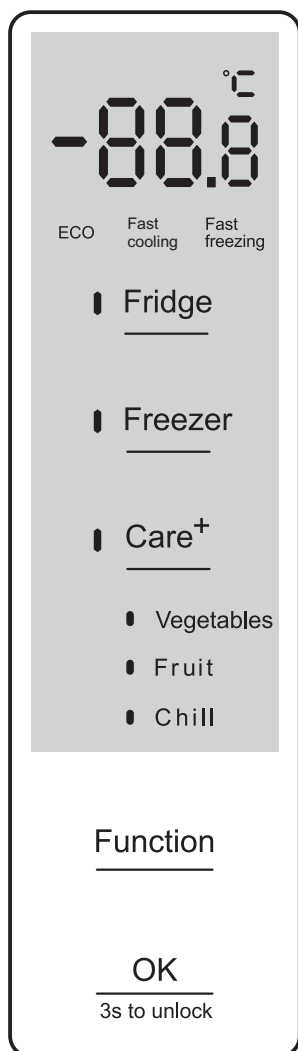 °C
-88.8
ECO Fast cooling Fast freezing
Fridge
Freezer
Care+
Vegetables
Fruit
Chill
Function
OK
3s to unlock